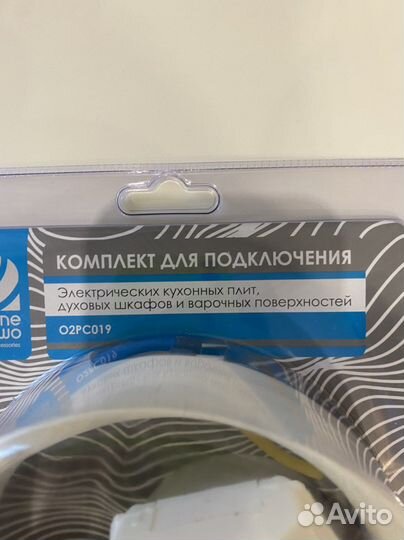 КОМПЛЕКТ ДЛЯ ПОДКЛЮЧЕНИЯ
Электрических кухонных плит,
духовых шкафов и варочных поверхностей
O2PC019
Avito